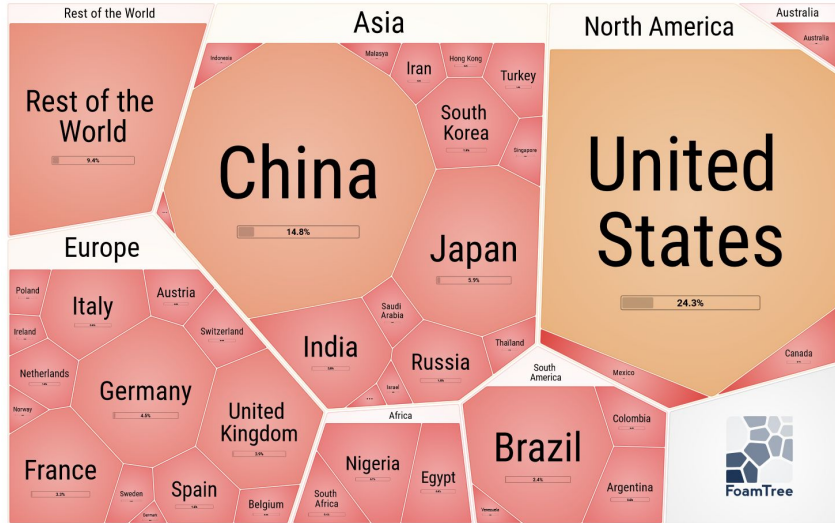 Rest of the World
Asia
North America
Australia
Australia
Indonesia
Malasya
Iran
Hong Kong
Turkey
Rest of the
World
9.4%
South
Korea
Singapore
China
14.8%
United
States
24.3%
Japan
5.9%
Europe
Poland
Italy
Austria
Ireland
Switzerland
Saudi
Arabia
India
Russia
Thailand
Israel
Mexico
Canada
Netherlands
Germany
4.5%
Norway
United
Kingdom
3.9%
South
America
Africa
France
3.3%
Sweden
Spain
Belgium
Nigeria
Egypt
South
Africa
Brazil
2.4%
Colombia
Argentina
Venezuela
FoamTree